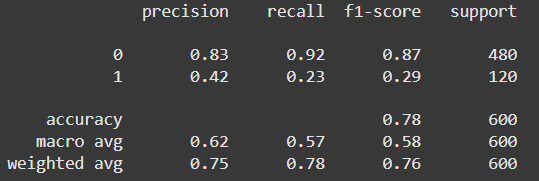 precision recall f1-score support
0 0.83 0.92 0.87 480
1 0.42 0.23 0.29 120
accuracy 0.78 600
macro avg 0.62 0.57 0.58 600
weighted avg 0.75 0.78 0.76 600